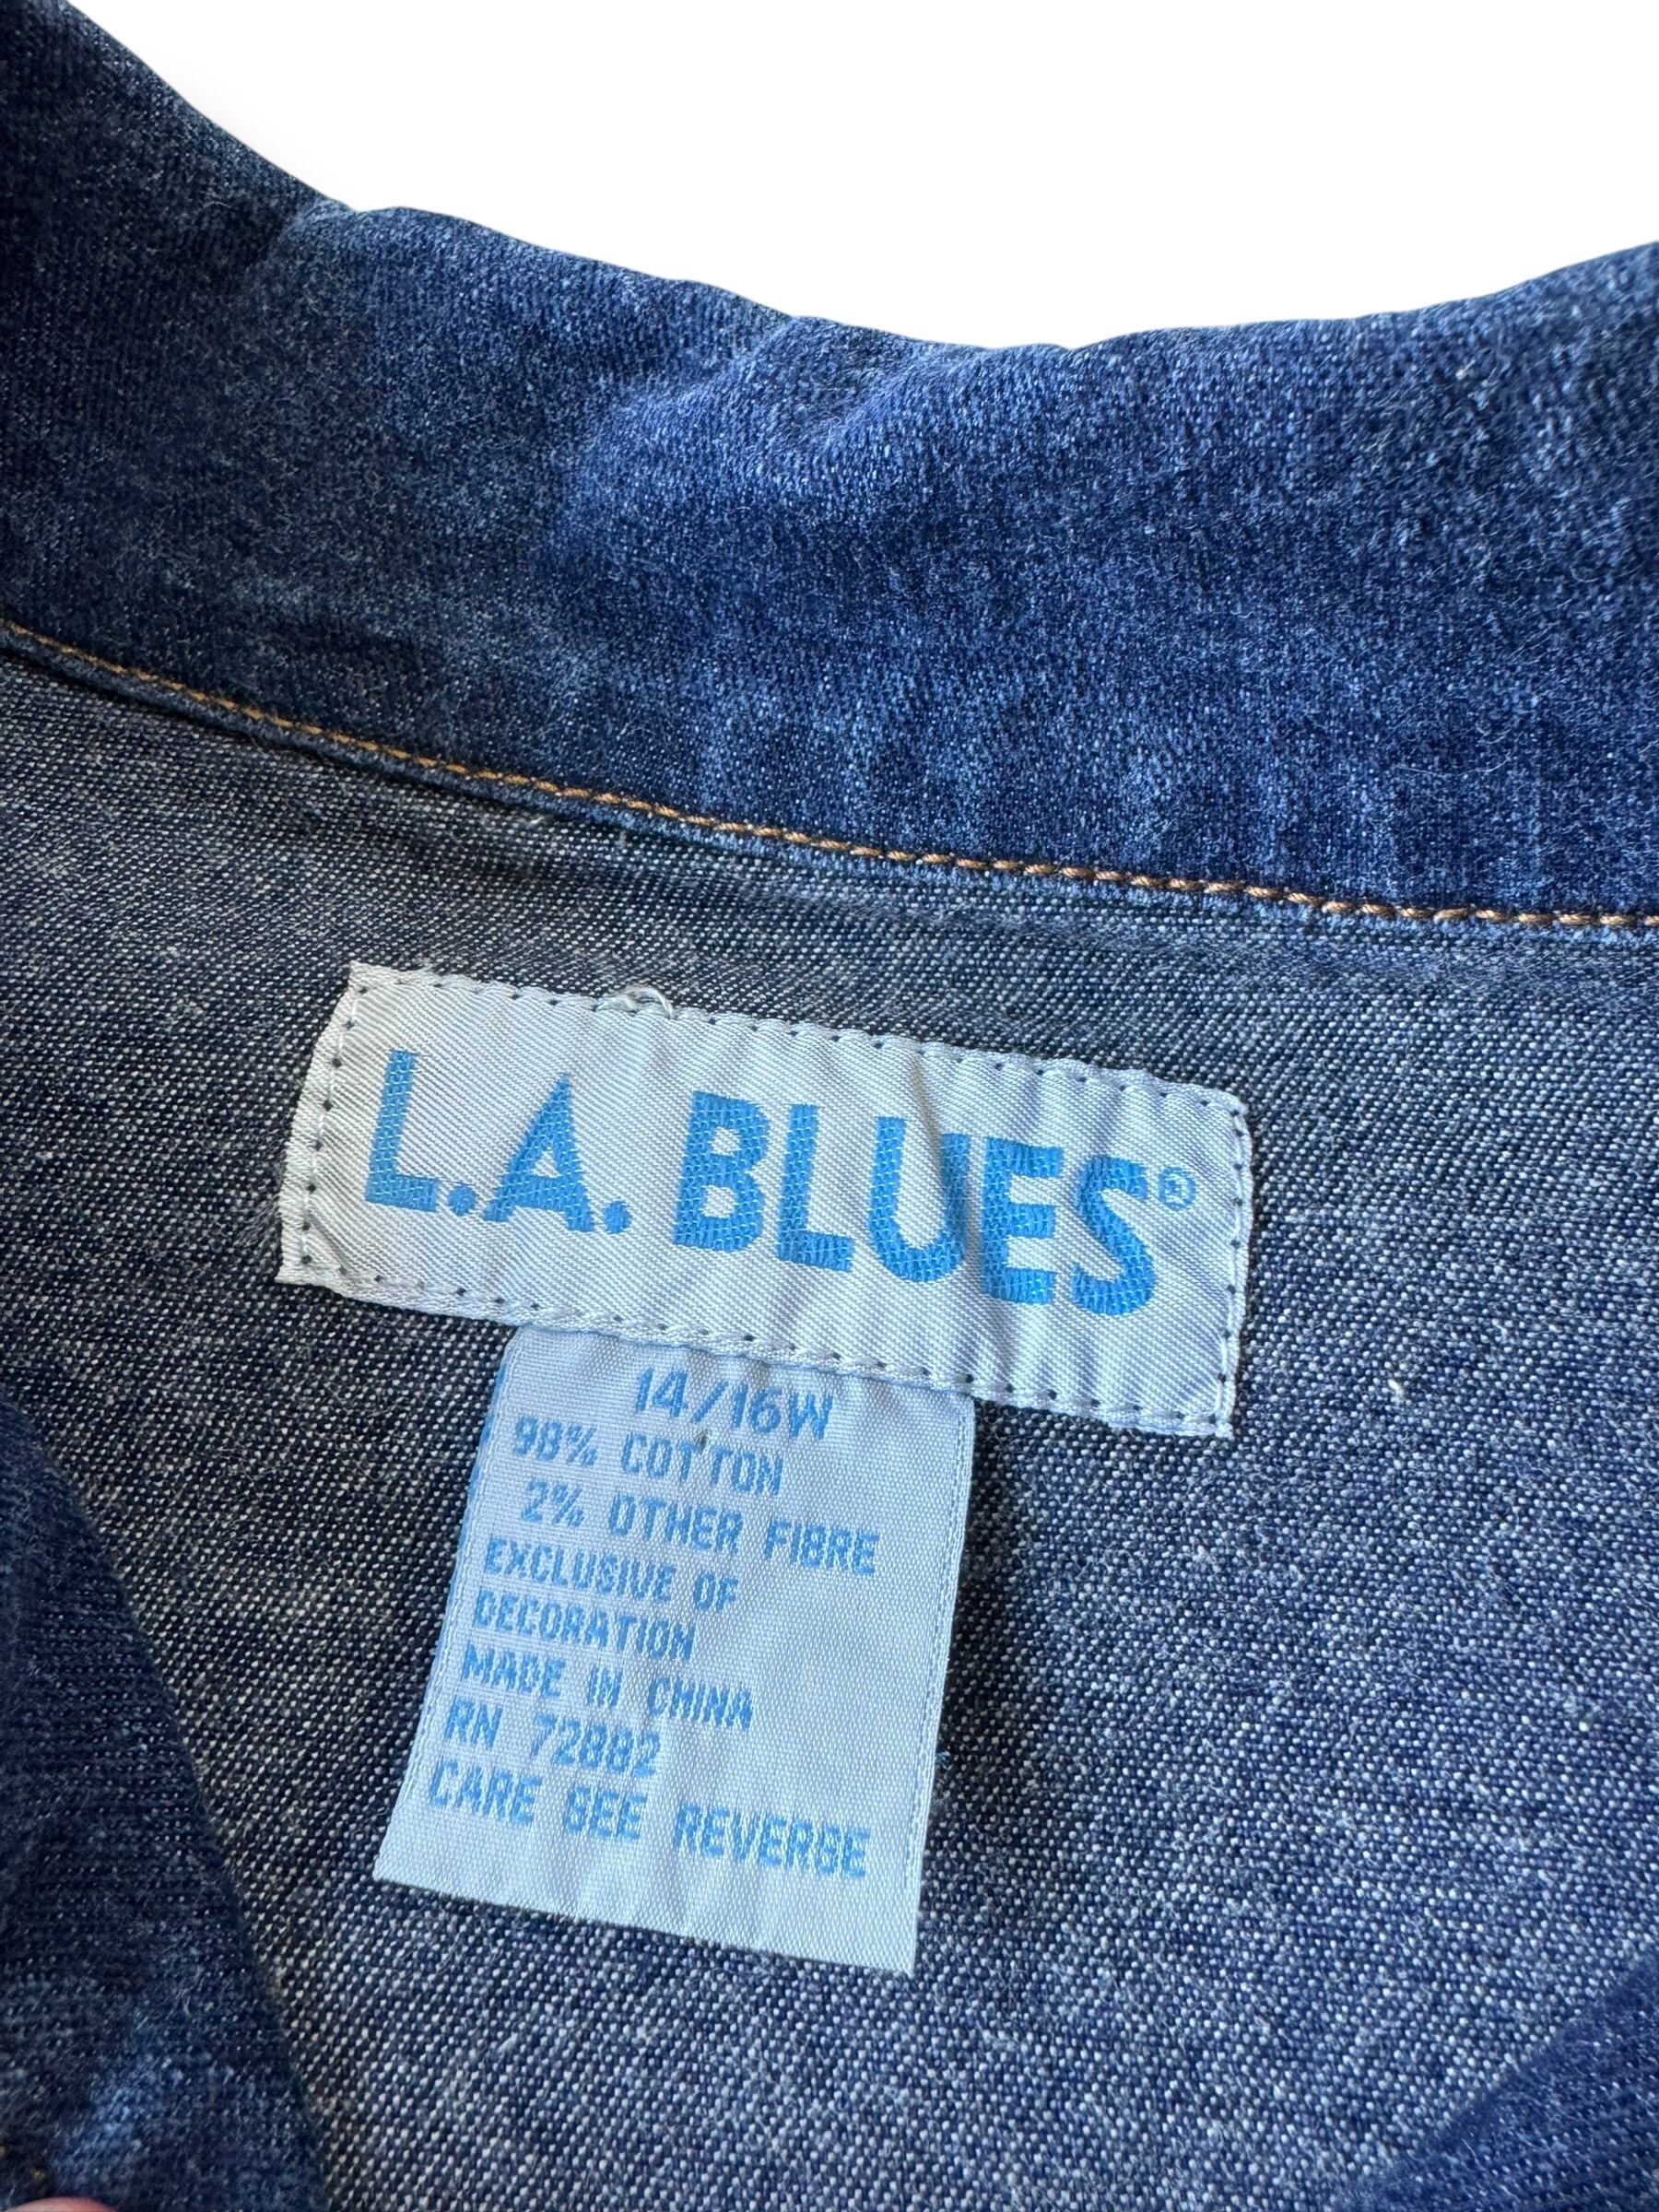 L.A. BLUES®
14/16W
98% COTTON
2% OTHER FIBRE
EXCLUSIVE OF
DECORATION
MADE IN CHINA
RN 72882
CARE SEE REVERSE